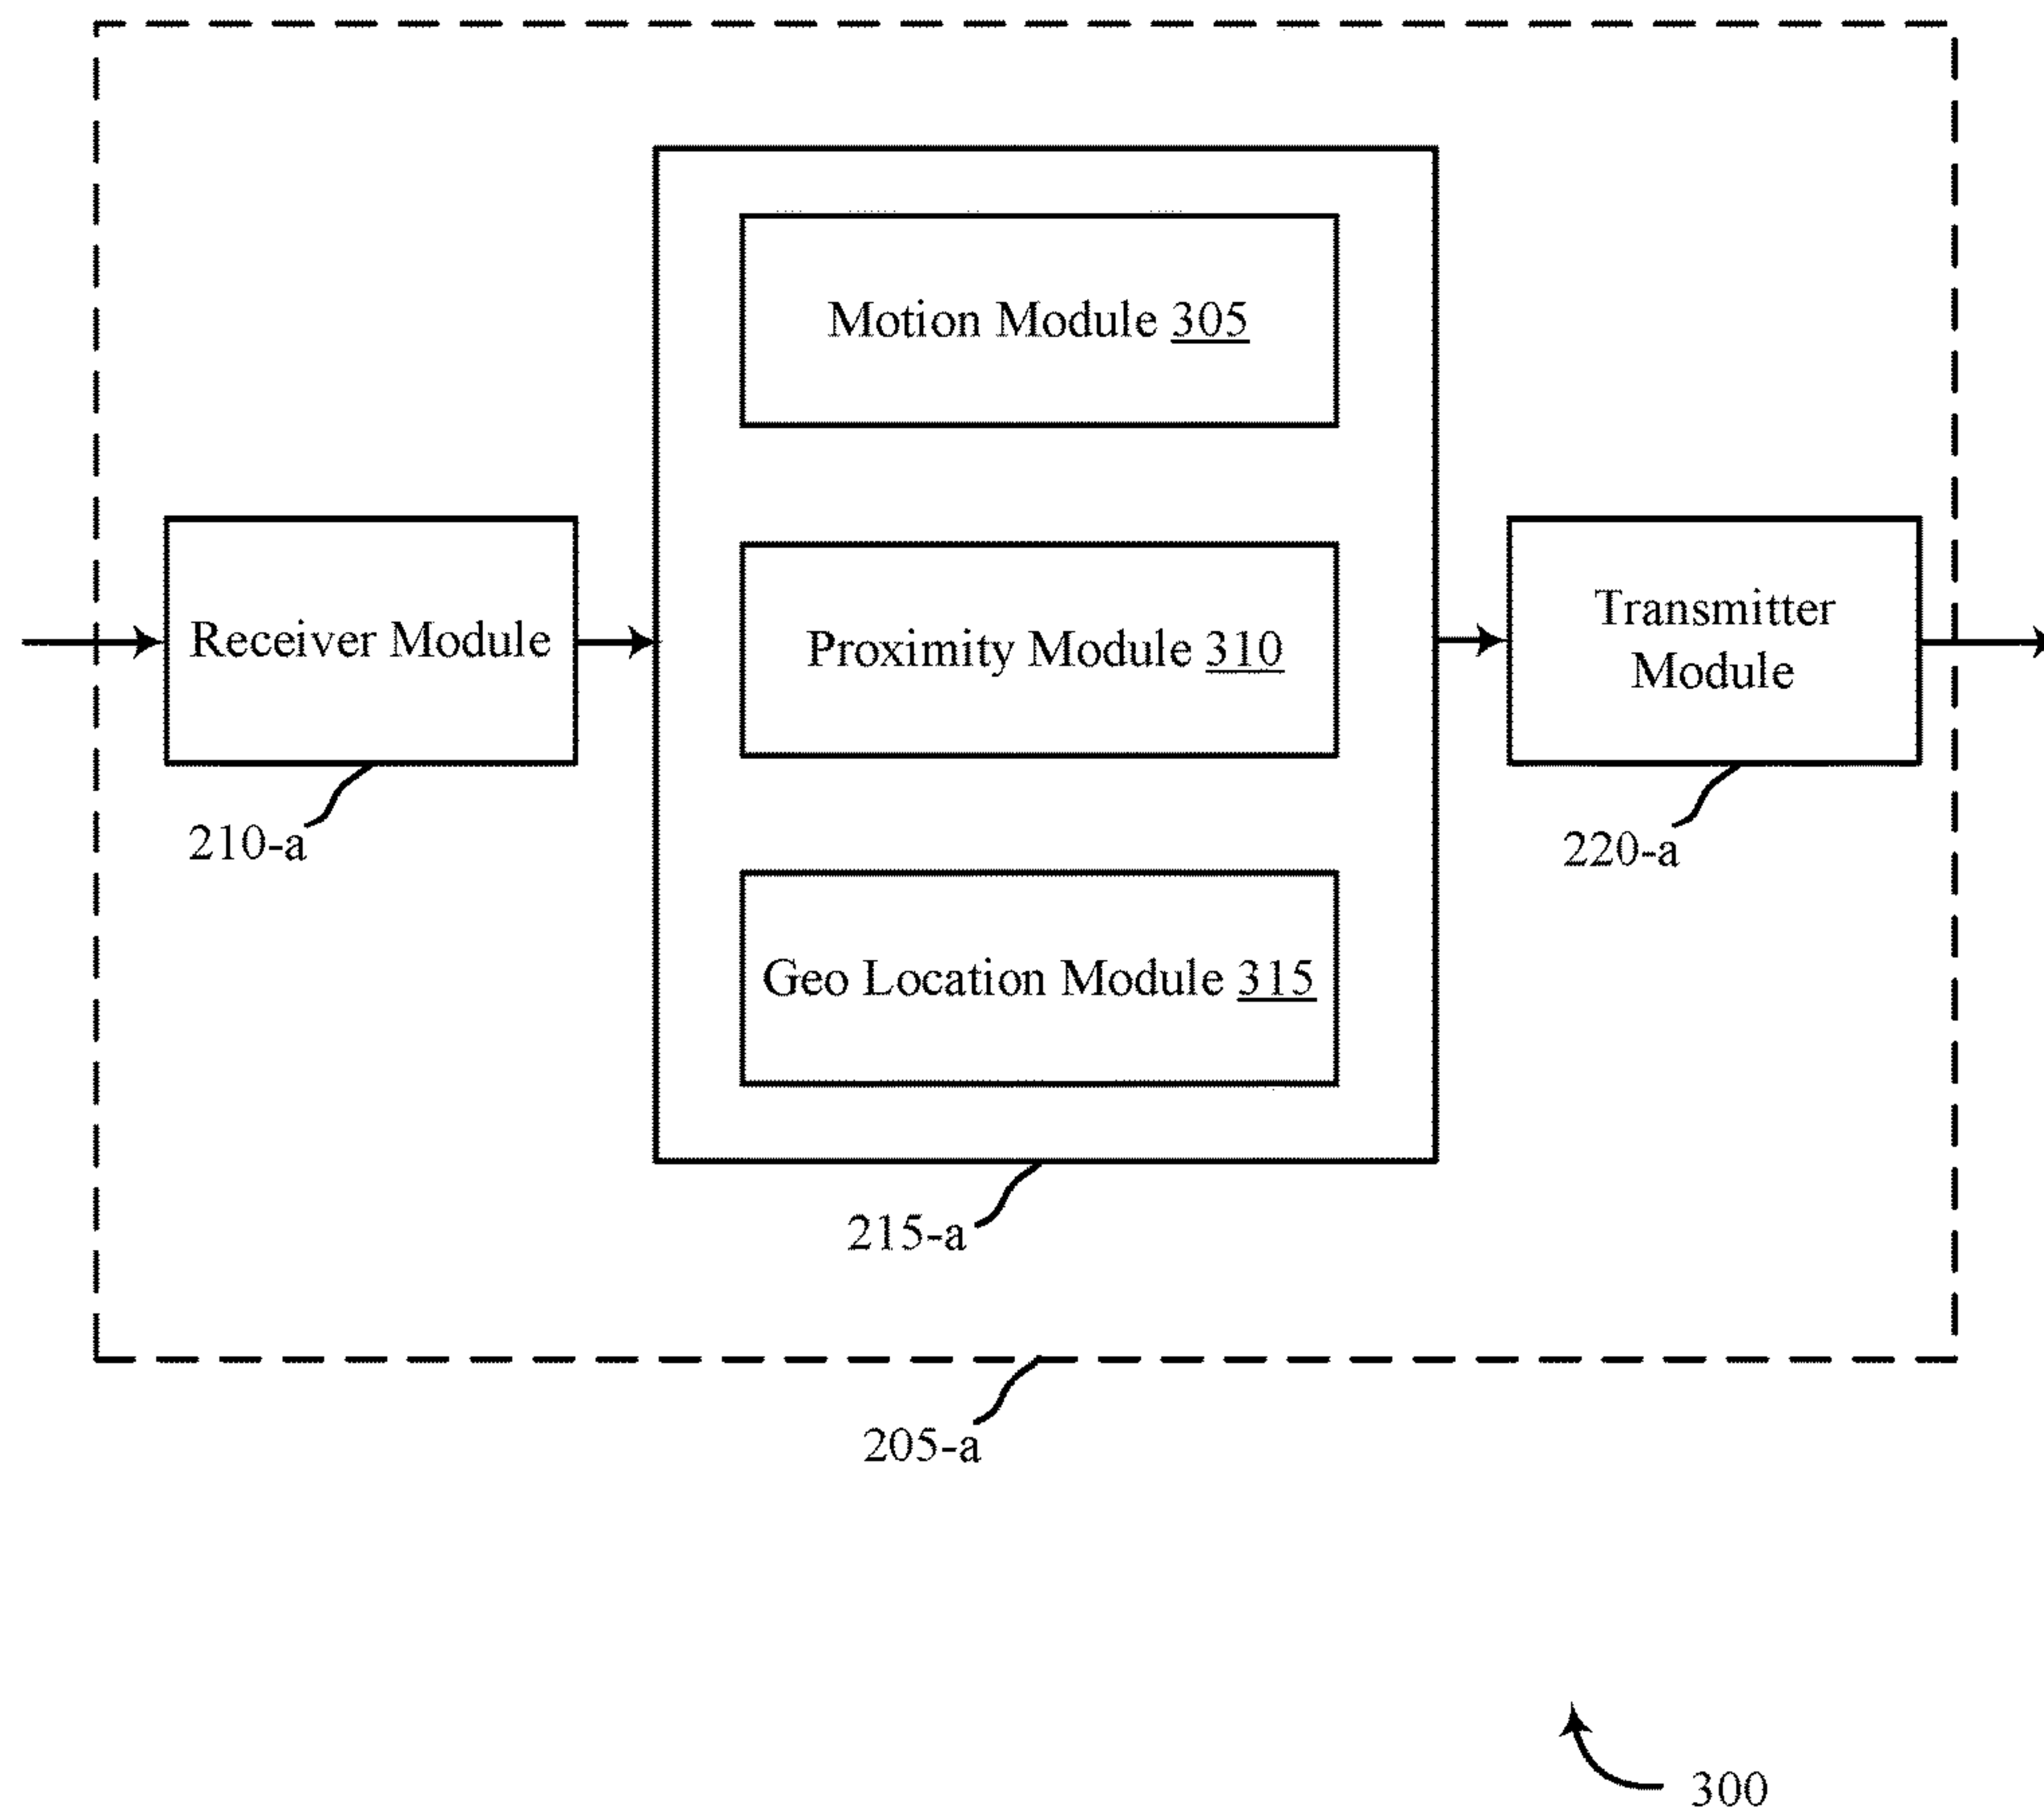 Motion Module 305
Receiver Module
Proximity Module 310
Transmitter
Module
210-a
220-a
Geo Location Module 315
215-a
205-a
300